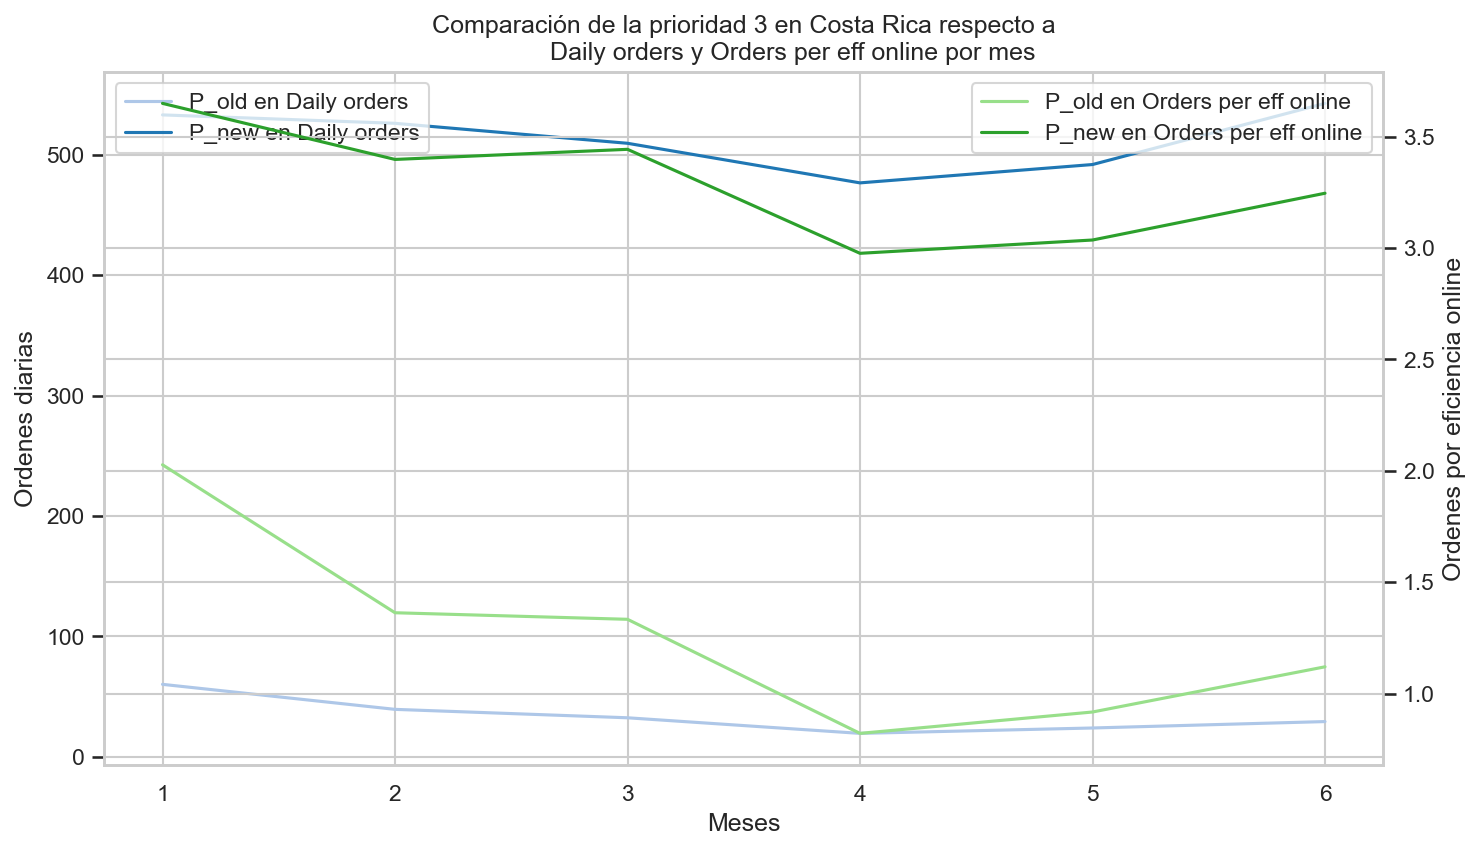 Comparación de la prioridad 3 en Costa Rica respecto a
Daily orders y Orders per eff online por mes
P_old en Daily orders
P_new en Daily orders
P_old en Orders per eff online
P_new en Orders per eff online
Ordenes diarias
500
400
300
200
100
0
3.5
3.0
2.5
2.0
1.5
1.0
Ordenes por eficiencia online
1 2 3 4 5 6
Meses